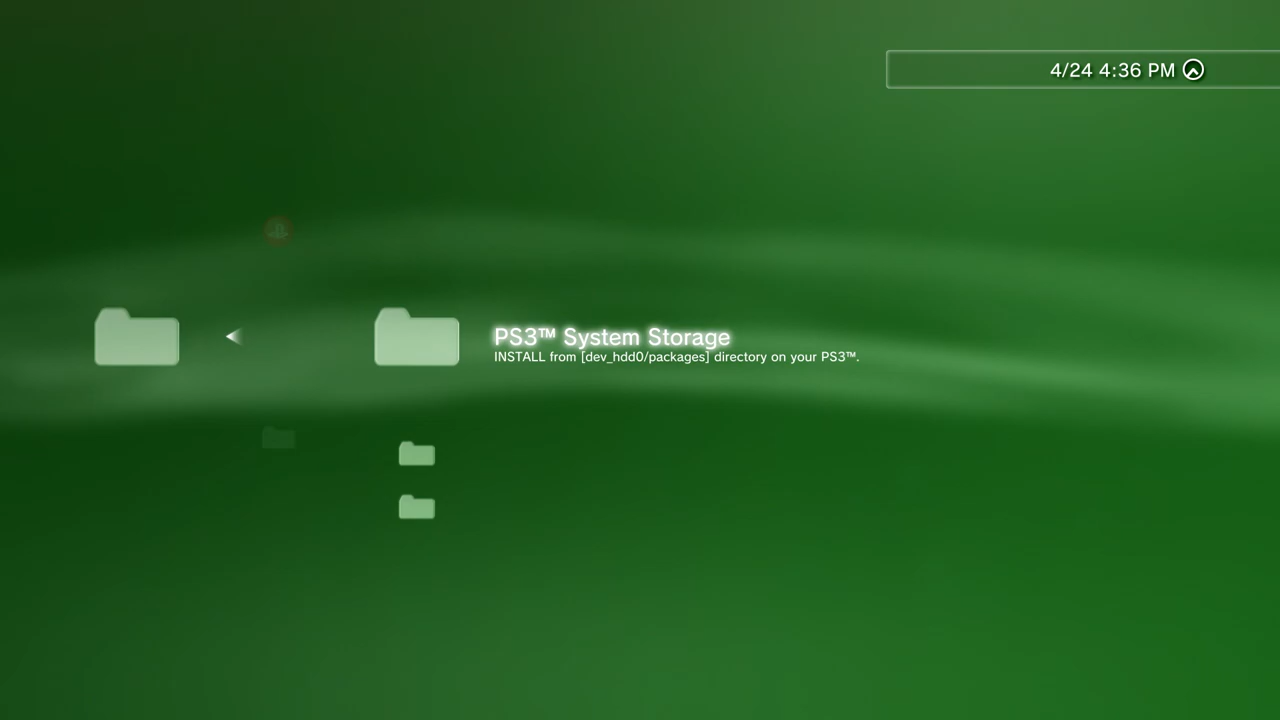 4/24 4:36 PM
PS3™ System Storage
INSTALL from [dev_hdd0/packages] directory on your PS3™.